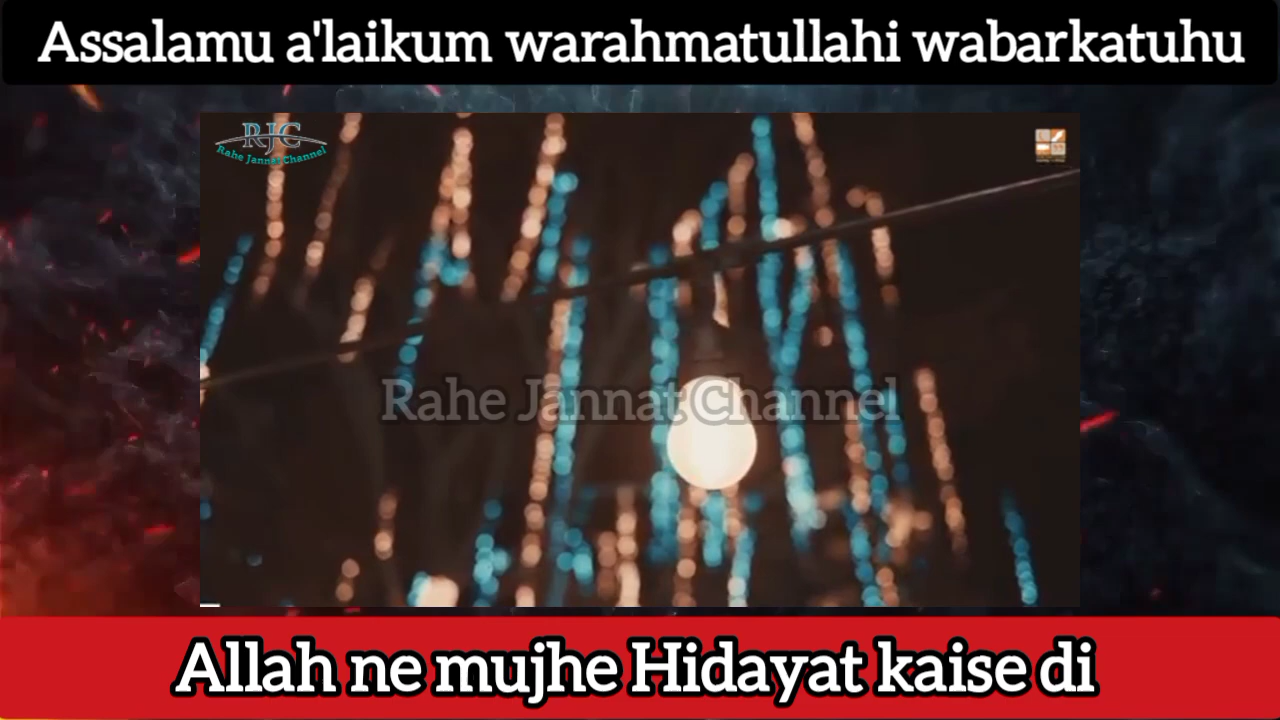 Assalamu a'laikum warahmatullahi wabarkatuhu
RJC
Rahe Jannat Channel
Rahe Jannat Channel
Allah ne mujhe Hidayat kaise di